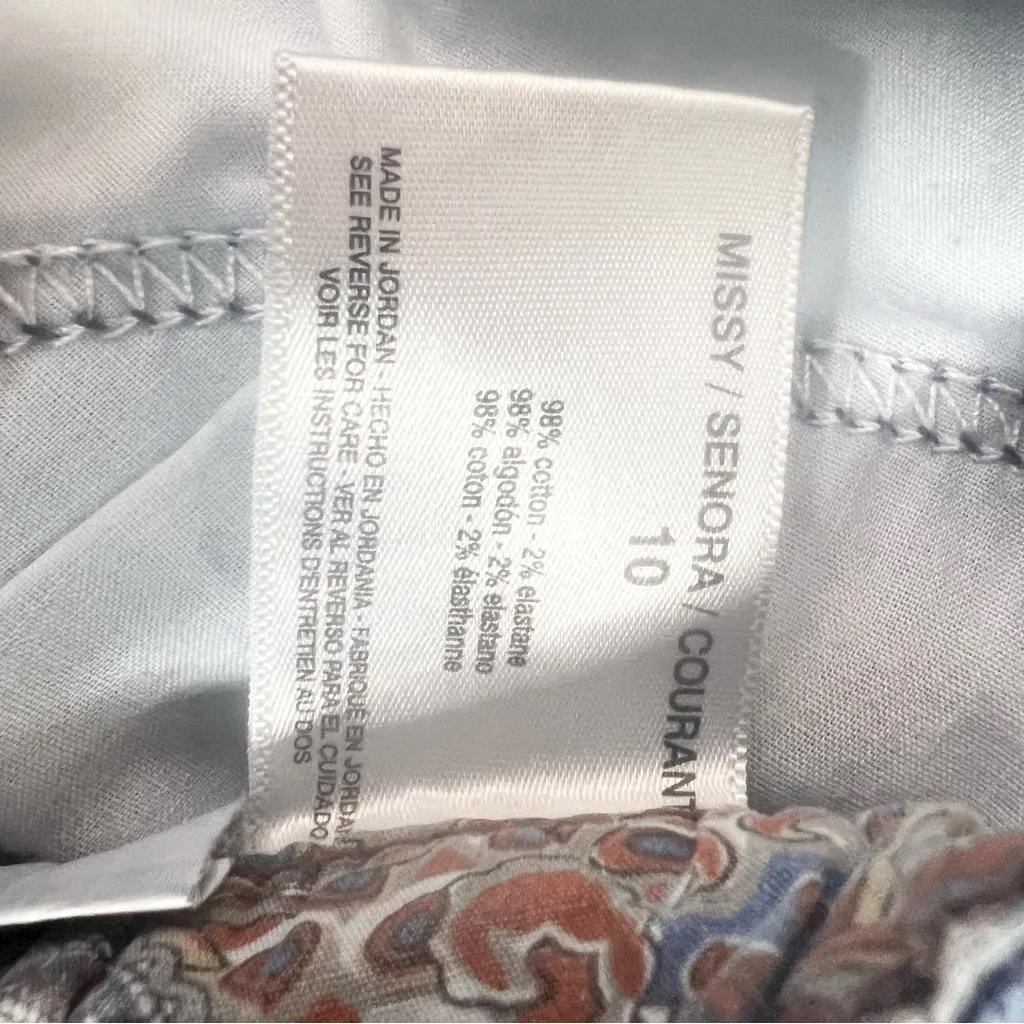 MISSY / SENORA / COURANT
10
98% cotton - 2% elastane
98% algodón - 2% elastano
98% coton - 2% élasthanne
MADE IN JORDAN - HECHO EN JORDANIA - FABRIQUÉ EN JORDAN
SEE REVERSE FOR CARE - VER AL REVERSO PARA EL CUIDADO
VOIR LES INSTRUCTIONS D'ENTRETIEN AU DOS